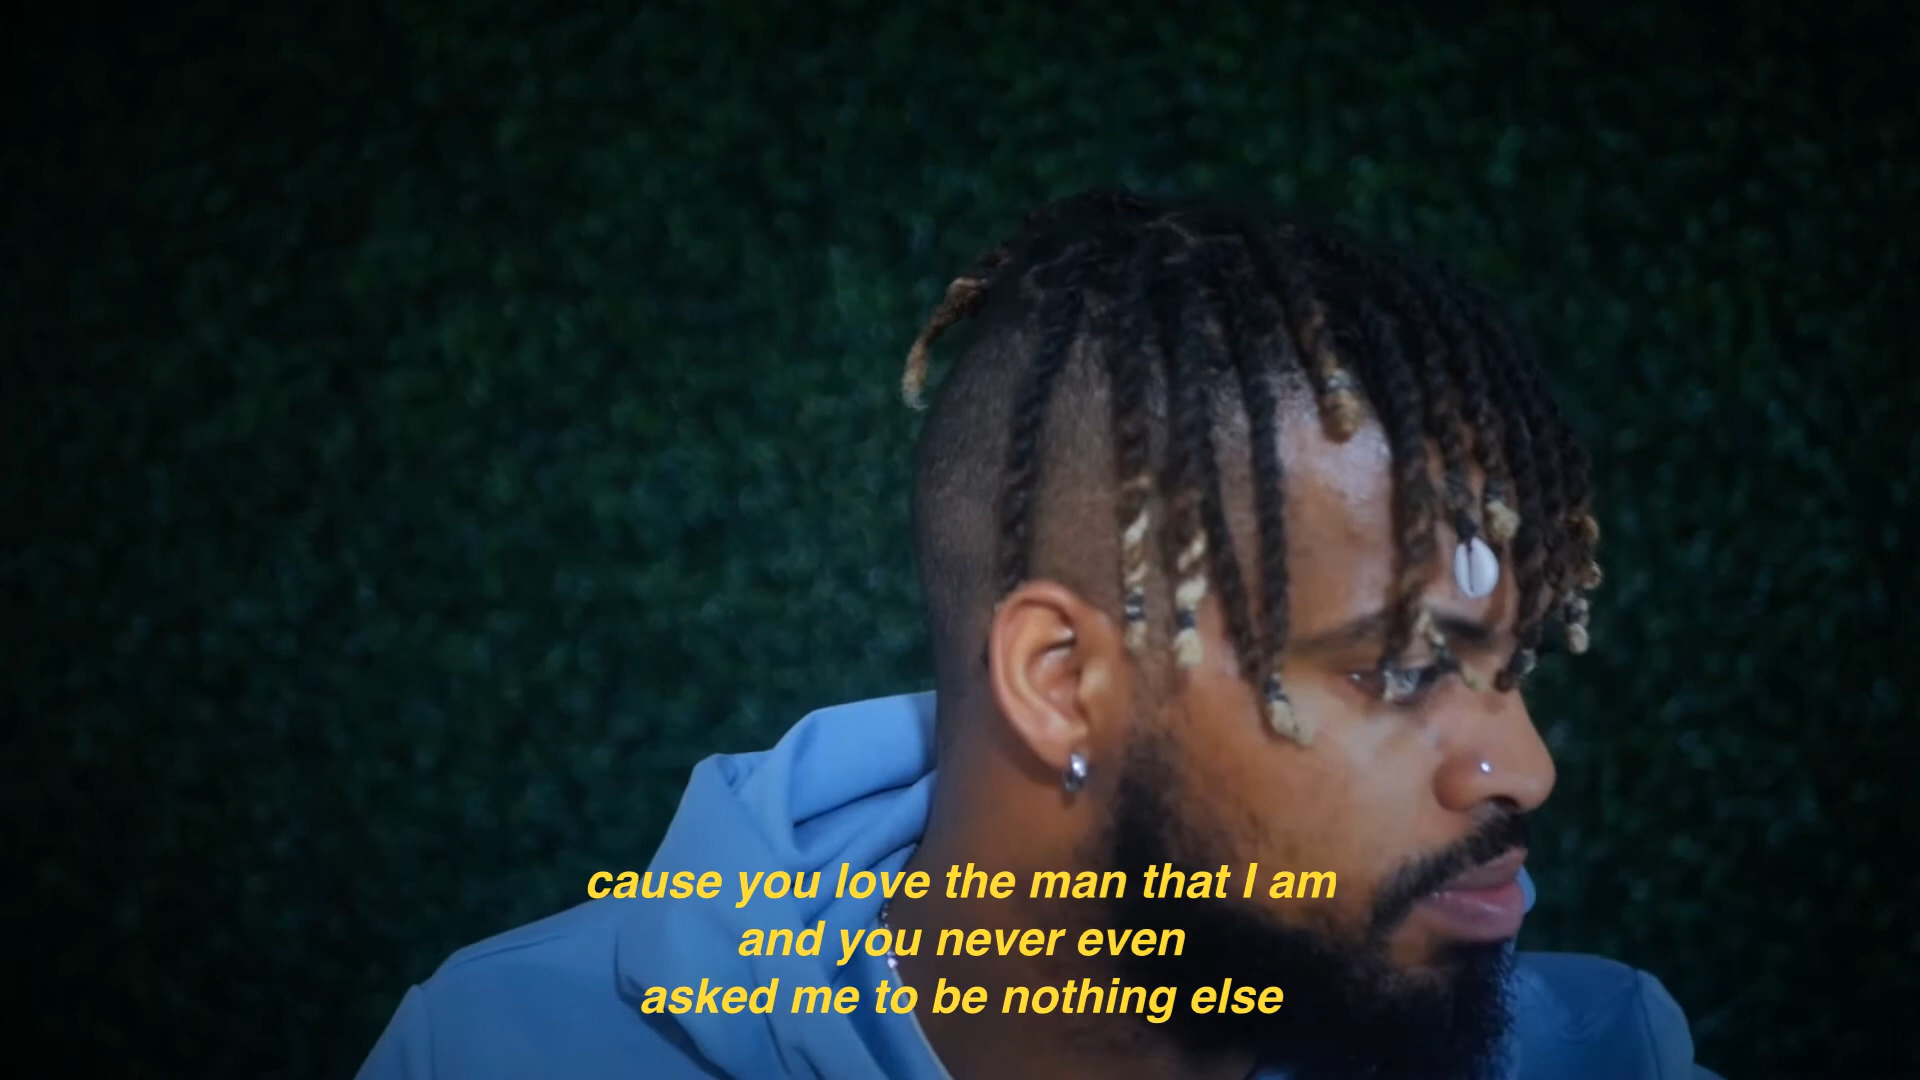 cause you love the man that I am
and you never even
asked me to be nothing else